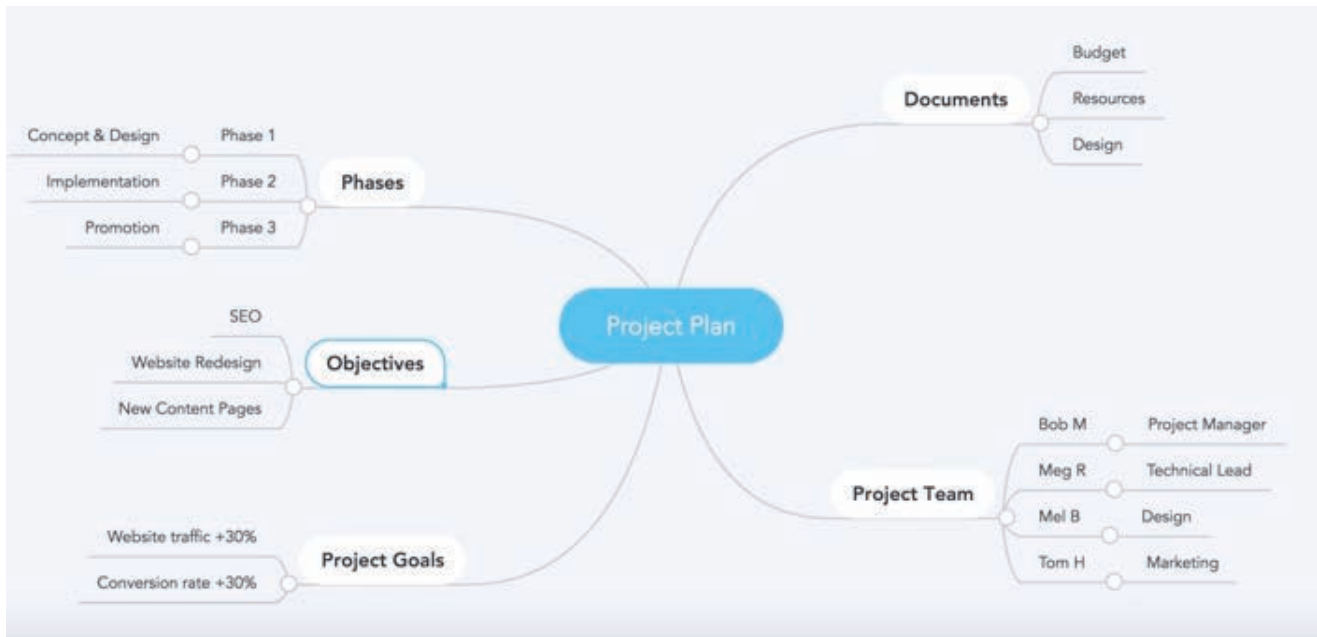 Project Plan
Phases
Phase 1
Concept & Design
Phase 2
Implementation
Phase 3
Promotion
Objectives
SEO
Website Redesign
New Content Pages
Project Goals
Website traffic +30%
Conversion rate +30%
Documents
Budget
Resources
Design
Project Team
Bob M
Project Manager
Meg R
Technical Lead
Mel B
Design
Tom H
Marketing